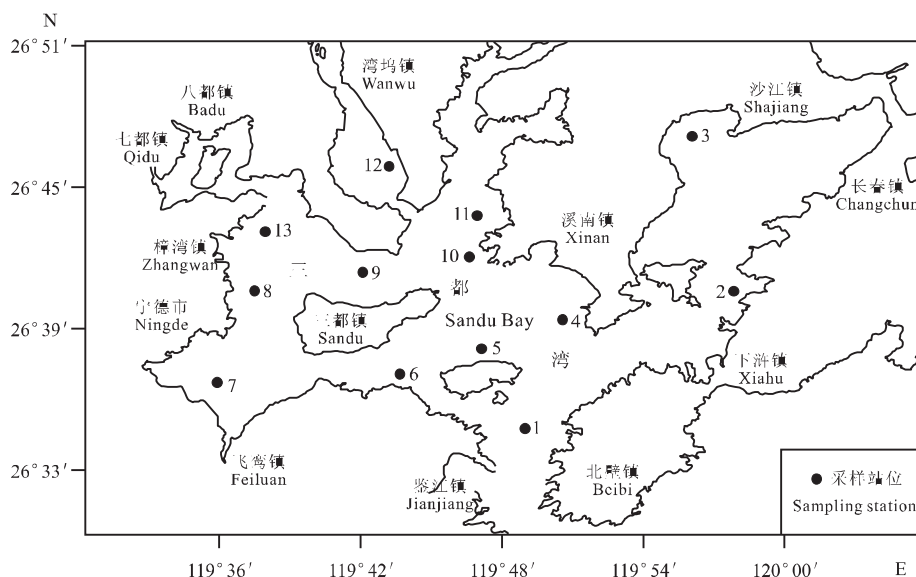 N
26°51′
26°45′
26°39′
26°33′
湾坞镇
Wanwu
八都镇
Badu
七都镇
Qidu
沙江镇
Shajiang
3
12
长春镇
Changchun
11
溪南镇
Xinan
13
樟湾镇
Zhangwan
10
三
9
都
8
2
宁德市
Ningde
三都镇
Sandu
Sandu Bay
4
5
湾
下浒镇
Xiahu
6
7
1
飞鸾镇
Feiluan
北壁镇
Beibi
鉴江镇
Jianjiang
采样站位
Sampling station
119°36′
119°42′
119°48′
119°54′
120°00′
E